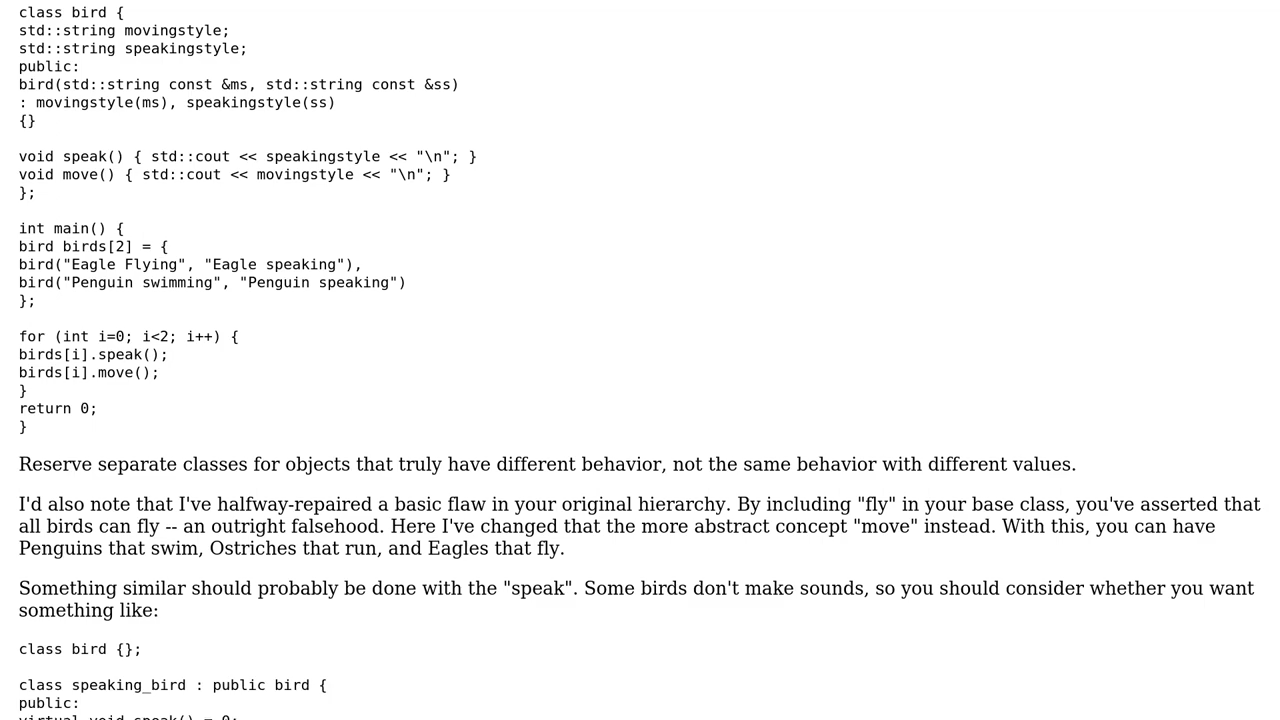 class bird {
std::string movingstyle;
std::string speakingstyle;
public:
bird(std::string const &ms, std::string const &ss)
: movingstyle(ms), speakingstyle(ss)
{}

void speak() { std::cout << speakingstyle << "\n"; }
void move() { std::cout << movingstyle << "\n"; }
};

int main() {
bird birds[2] = {
bird("Eagle Flying", "Eagle speaking"),
bird("Penguin swimming", "Penguin speaking")
};

for (int i=0; i<2; i++) {
birds[i].speak();
birds[i].move();
}
return 0;
}

Reserve separate classes for objects that truly have different behavior, not the same behavior with different values.

I'd also note that I've halfway-repaired a basic flaw in your original hierarchy. By including "fly" in your base class, you've asserted that
all birds can fly -- an outright falsehood. Here I've changed that the more abstract concept "move" instead. With this, you can have
Penguins that swim, Ostriches that run, and Eagles that fly.

Something similar should probably be done with the "speak". Some birds don't make sounds, so you should consider whether you want
something like:

class bird {};

class speaking_bird : public bird {
public:
virtual void speak() = 0;